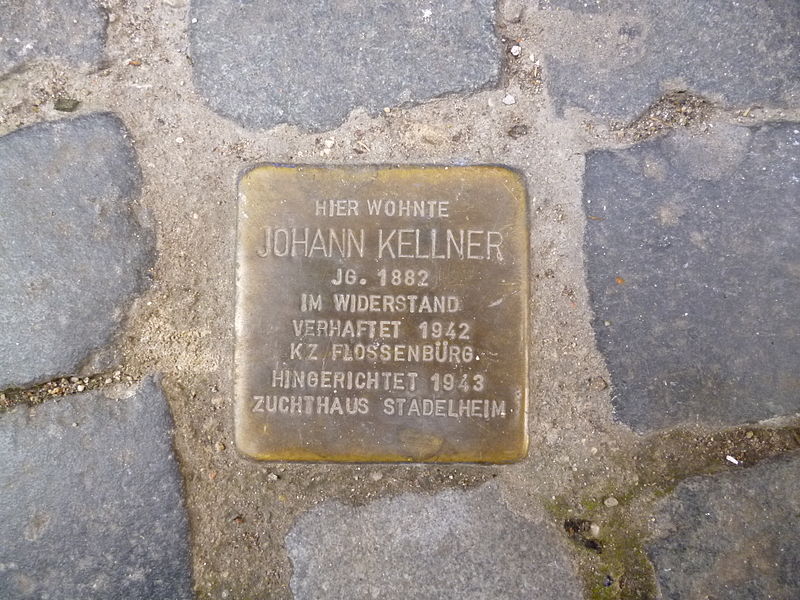 HIER WOHNTE
JOHANN KELLNER
JG. 1882
IM WIDERSTAND
VERHAFTET 1942
KZ FLOSSENBÜRG
HINGERICHTET 1943
ZUCHTHAUS STADELHEIM